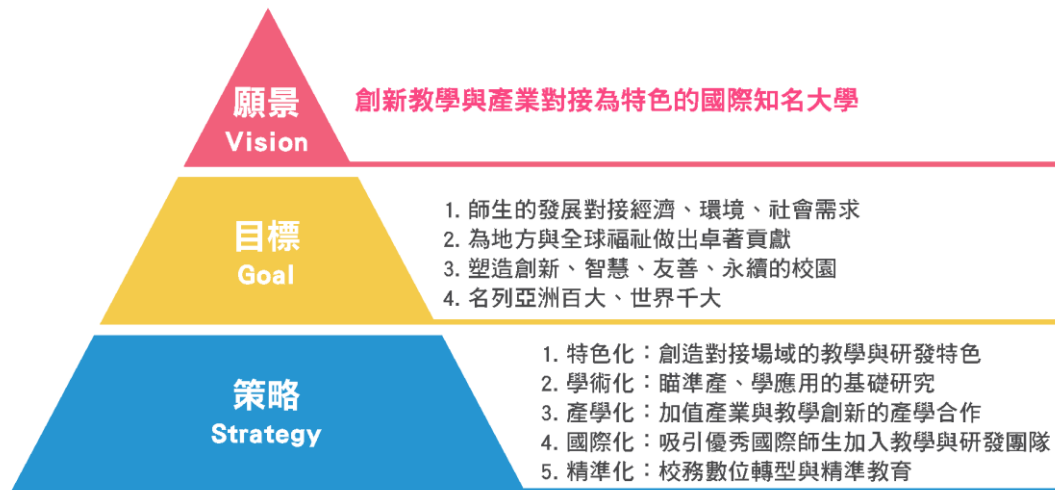 願景
Vision
創新教學與產業對接為特色的國際知名大學
目標
Goal
1. 師生的發展對接經濟、環境、社會需求
2. 為地方與全球福祉做出卓著貢獻
3. 塑造創新、智慧、友善、永續的校園
4. 名列亞洲百大、世界千大
策略
Strategy
1. 特色化：創造對接場域的教學與研發特色
2. 學術化：瞄準產、學應用的基礎研究
3. 產學化：加值產業與教學創新的產學合作
4. 國際化：吸引優秀國際師生加入教學與研發團隊
5. 精準化：校務數位轉型與精準教育